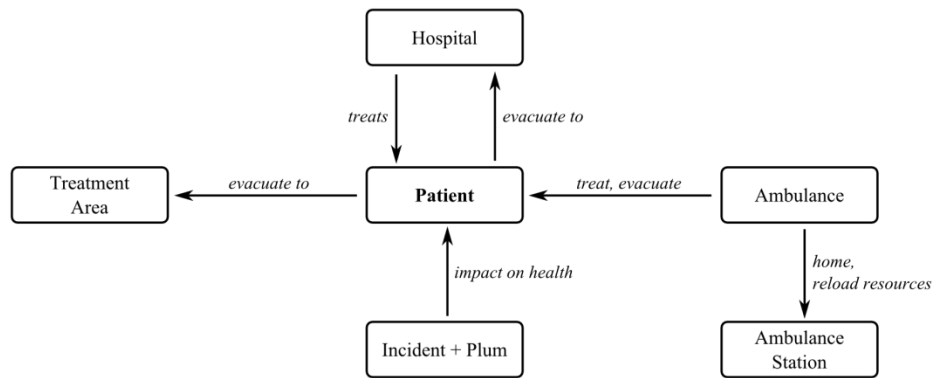 Hospital
treats
evacuate to
Treatment
Area
evacuate to
Patient
treat, evacuate
Ambulance
impact on health
home,
reload resources
Incident + Plum
Ambulance
Station